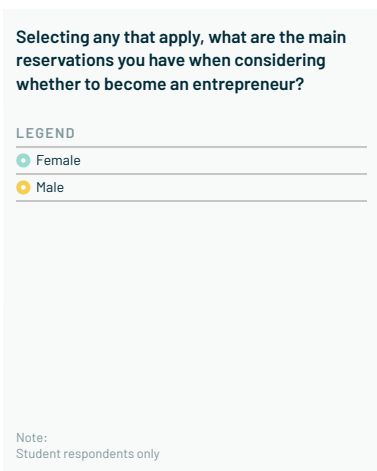 Selecting any that apply, what are the main
reservations you have when considering
whether to become an entrepreneur?
LEGEND
Female
Male
Note:
Student respondents only